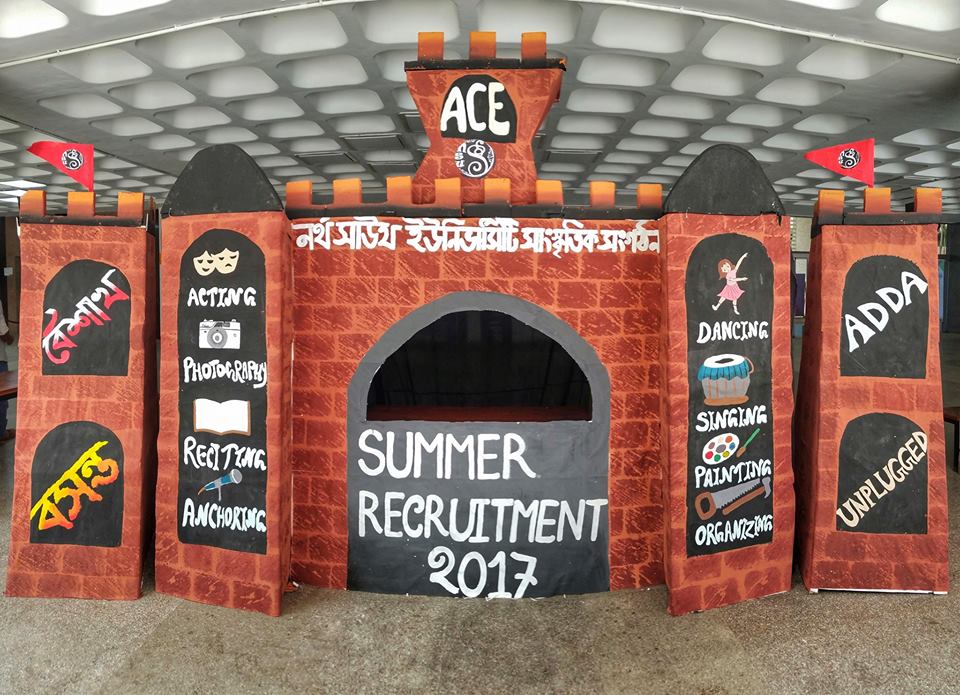 ACE
নর্থ সাউথ ইউনিভার্সিটি সাংস্কৃতিক সংগঠন
বৈশাখ
বসন্ত
ACTING
PHOTOGRAPHY
RECITING
ANCHORING
SUMMER
RECRUITMENT
2017
DANCING
SINGING
PAINTING
ORGANIZING
ADDA
UNPLUGGED